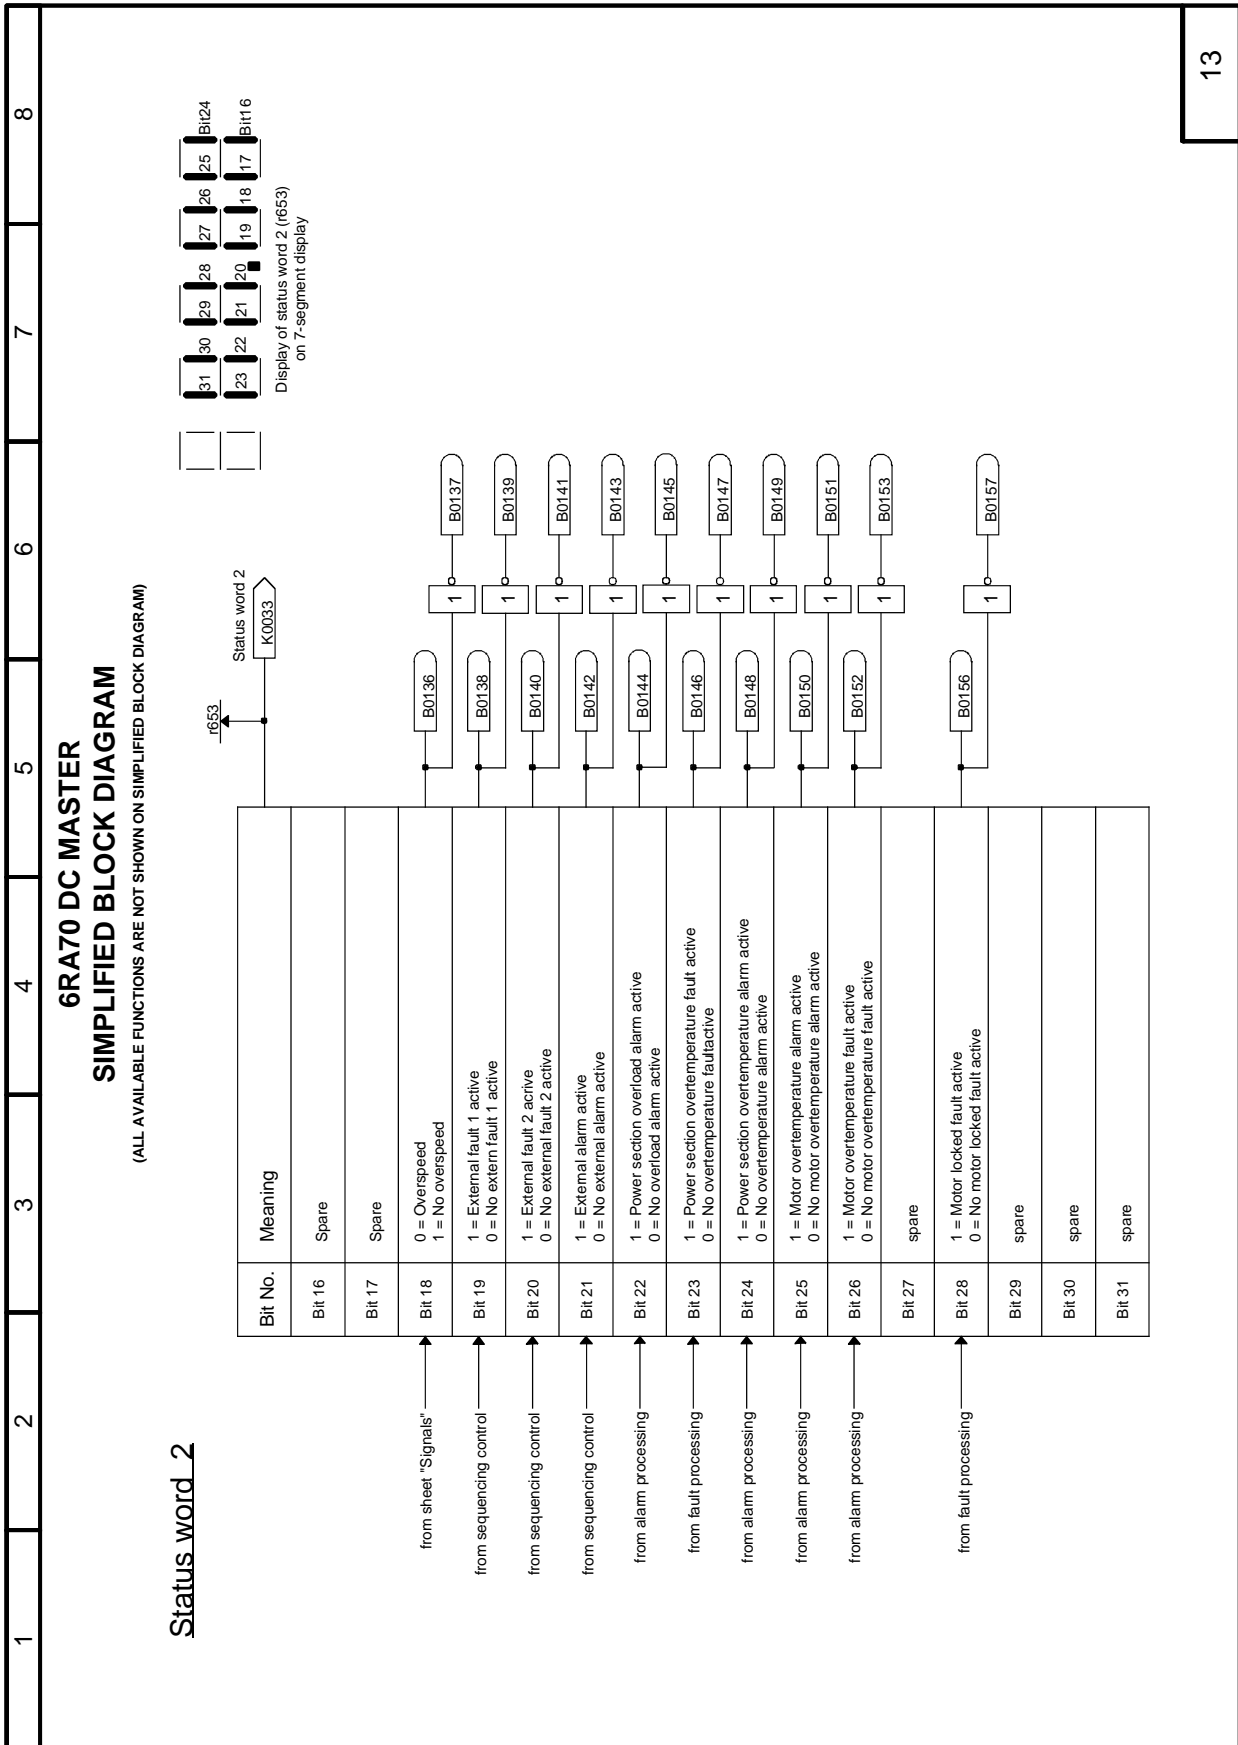 1 2 3 4 5 6 7 8
6RA70 DC MASTER
SIMPLIFIED BLOCK DIAGRAM
(ALL AVAILABLE FUNCTIONS ARE NOT SHOWN ON SIMPLIFIED BLOCK DIAGRAM)
Status word 2
r653
Status word 2
K0033
31 30 29 28 27 26 25 Bit24
23 22 21 20 19 18 17 Bit16
Display of status word 2 (r653)
on 7-segment display
Bit No. Meaning
Bit 16 Spare
Bit 17 Spare
from sheet "Signals" Bit 18 0 = Overspeed
1 = No overspeed
B0136 1 B0137
from sequencing control Bit 19 1 = External fault 1 active
0 = No extern fault 1 active
B0138 1 B0139
from sequencing control Bit 20 1 = External fault 2 acrive
0 = No external fault 2 active
B0140 1 B0141
from sequencing control Bit 21 1 = External alarm active
0 = No external alarm active
B0142 1 B0143
from alarm processing Bit 22 1 = Power section overload alarm active
0 = No overload alarm active
B0144 1 B0145
from fault processing Bit 23 1 = Power section overtemperature fault active
0 = No overtemperature faultactive
B0146 1 B0147
from alarm processing Bit 24 1 = Power section overtemperature alarm active
0 = No overtemperature alarm active
B0148 1 B0149
from alarm processing Bit 25 1 = Motor overtemperature alarm active
0 = No motor overtemperature alarm active
B0150 1 B0151
from alarm processing Bit 26 1 = Motor overtemperature fault active
0 = No motor overtemperature fault active
B0152 1 B0153
Bit 27 spare
from fault processing Bit 28 1 = Motor locked fault active
0 = No motor locked fault active
B0156 1 B0157
Bit 29 spare
Bit 30 spare
Bit 31 spare
13